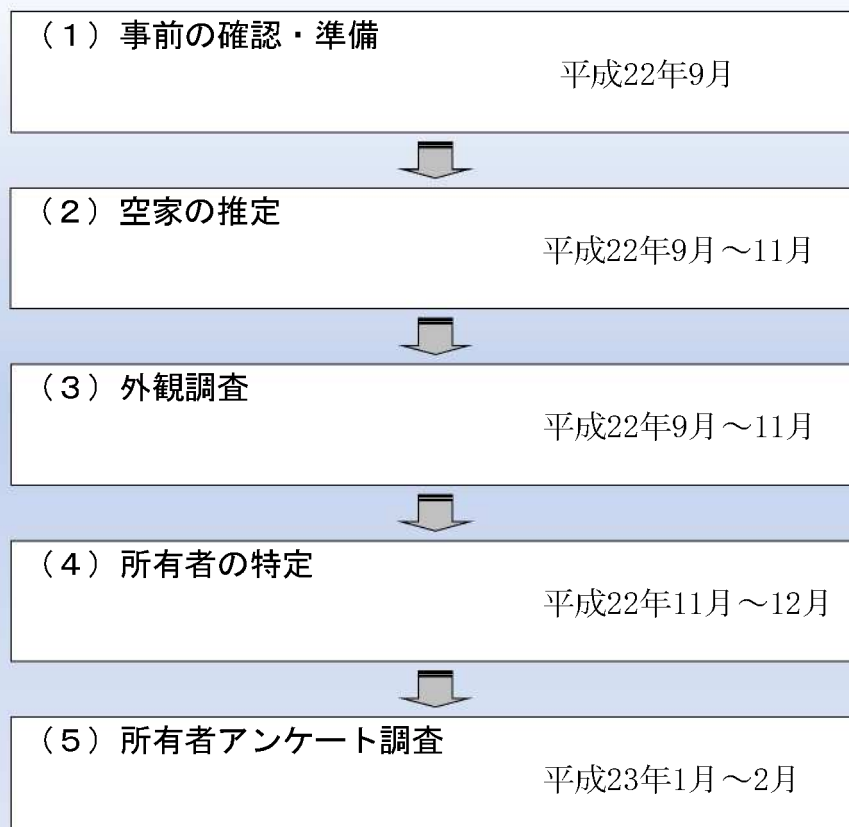 （１）事前の確認・準備
平成22年9月
（２）空家の推定
平成22年9月～11月
（３）外観調査
平成22年9月～11月
（４）所有者の特定
平成22年11月～12月
（５）所有者アンケート調査
平成23年1月～2月